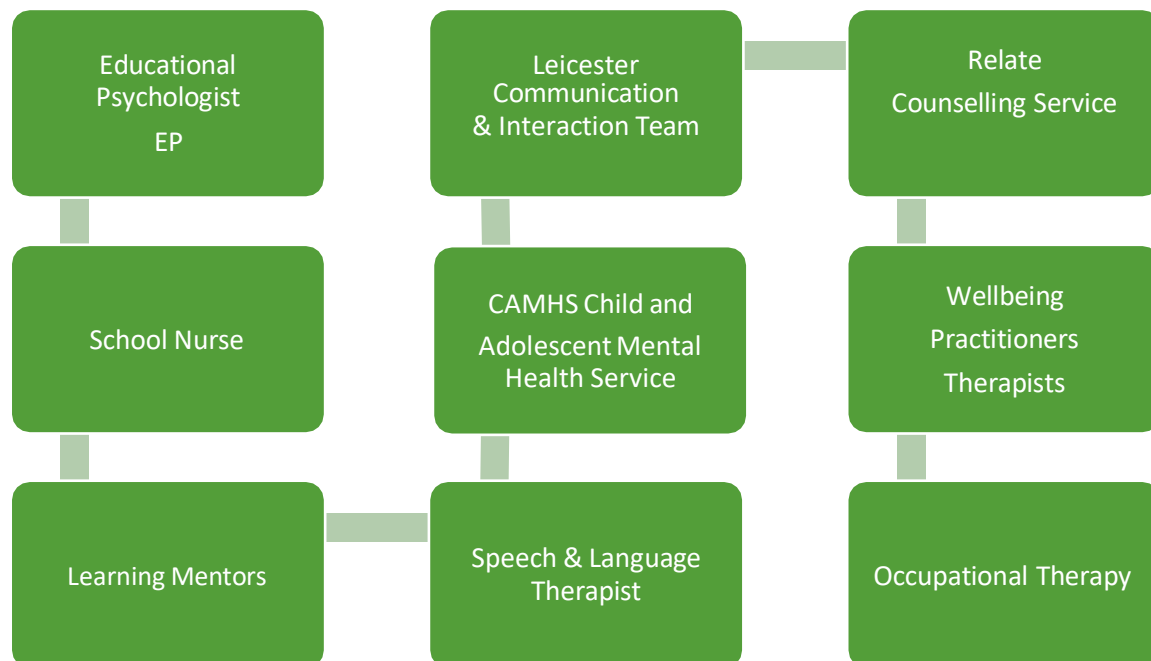 Educational
Psychologist
EP
School Nurse
Learning Mentors
Speech & Language
Therapist
CAMHS Child and
Adolescent Mental
Health Service
Leicester
Communication
& Interaction Team
Relate
Counselling Service
Wellbeing
Practitioners
Therapists
Occupational Therapy